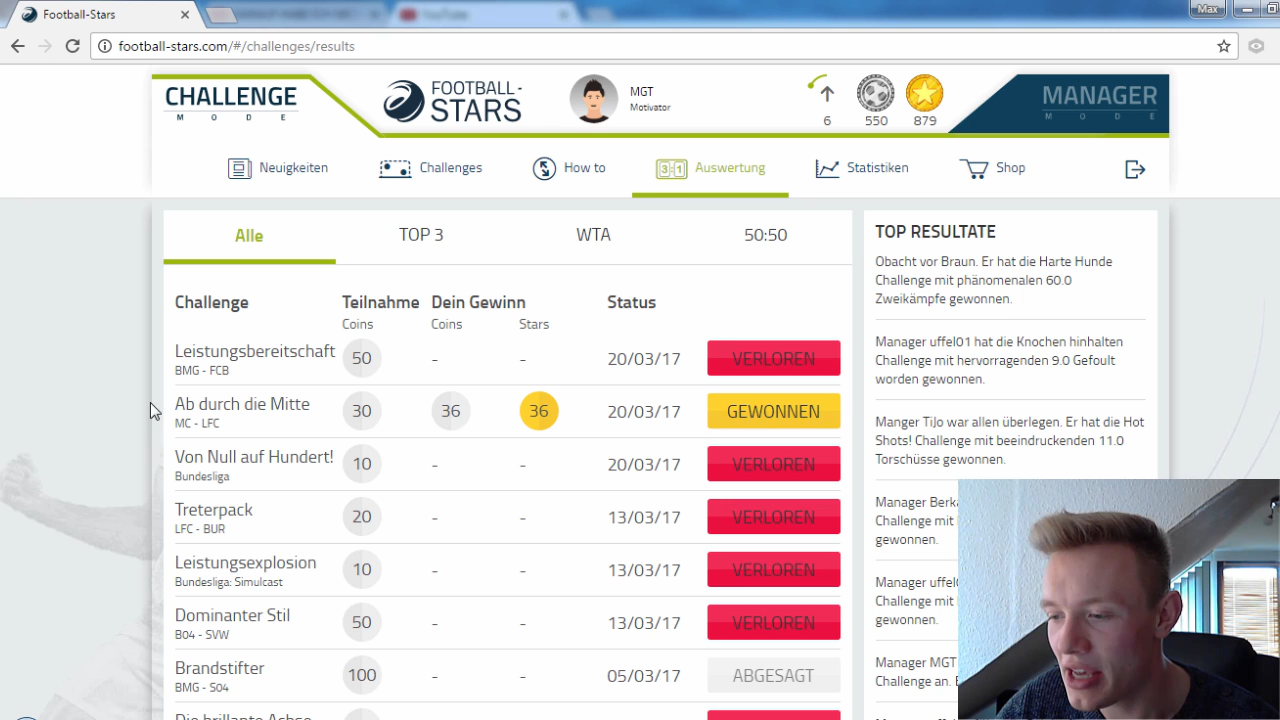 Football-Stars
YouTube
Max
football-stars.com/#/challenges/results
CHALLENGE
MODE
FOOTBALL-
STARS
MGT
Motivator
6
550
879
MANAGER
MODE
Neuigkeiten
Challenges
How to
3:1
Auswertung
Statistiken
Shop
Alle
TOP 3
WTA
50:50
Challenge
Teilnahme
Dein Gewinn
Status
Coins
Coins
Stars
Leistungsbereitschaft
BMG - FCB
50
-
-
20/03/17
VERLOREN
Ab durch die Mitte
MC - LFC
30
36
36
20/03/17
GEWONNEN
Von Null auf Hundert!
Bundesliga
10
-
-
20/03/17
VERLOREN
Treterpack
LFC - BUR
20
-
-
13/03/17
VERLOREN
Leistungsexplosion
Bundesliga: Simulcast
10
-
-
13/03/17
VERLOREN
Dominanter Stil
B04 - SVW
50
-
-
13/03/17
VERLOREN
Brandstifter
BMG - S04
100
-
-
05/03/17
ABGESAGT
Die brillante Achse
TOP RESULTATE
Obacht vor Braun. Er hat die Harte Hunde
Challenge mit phänomenalen 60.0
Zweikämpfe gewonnen.
Manager uffel01 hat die Knochen hinhalten
Challenge mit hervorragenden 9.0 Gefoult
worden gewonnen.
Manger TiJo war allen überlegen. Er hat die Hot
Shots! Challenge mit beeindruckenden 11.0
Torschüsse gewonnen.
Manager
Challenge mit
gewonnen.
Manager
Challenge mit
gewonnen.
Manager MGT
Challenge an.